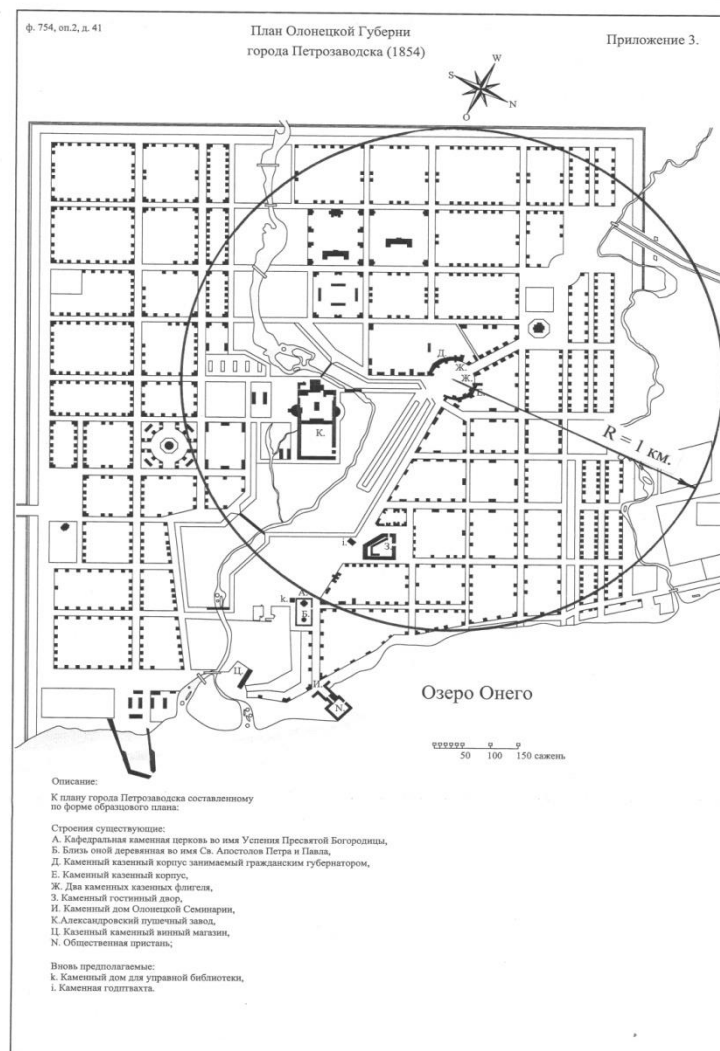 ф. 754, оп.2, д. 41
План Олонецкой Губерни
города Петрозаводска (1854)
Приложение 3.
W
S
N
O
Д.
Ж.
Ж.
Е.
К.
R = 1 км.
i.
З.
А.
k.
Б.
Ц.
И.
N.
Озеро Онего
50 100 150 сажень
Описание:
К плану города Петрозаводска составленному
по форме образцового плана:
Строения существующие:
А. Кафедральная каменная церковь во имя Успения Пресвятой Богородицы,
Б. Близь оной деревянная во имя Св. Апостолов Петра и Павла,
Д. Каменный казенный корпус занимаемый гражданским губернатором,
Е. Каменный казенный корпус,
Ж. Два каменных казенных флигеля,
З. Каменный гостинный двор,
И. Каменный дом Олонецкой Семинарии,
К.Александровский пушечный завод,
Ц. Казенный каменный винный магазин,
N. Общественная пристань;
Вновь предполагаемые:
k. Каменный дом для управной библиотеки,
i. Каменная годптвахта.